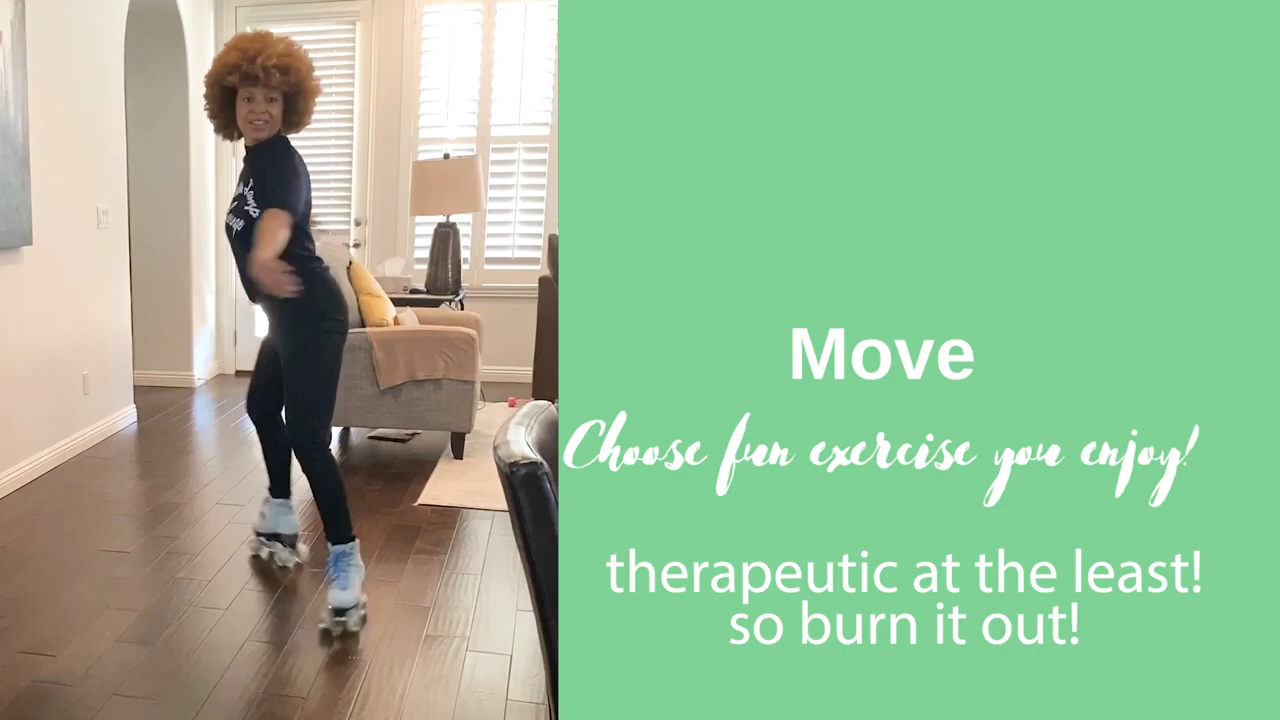 Move
Choose fun exercise you enjoy!
therapeutic at the least!
so burn it out!